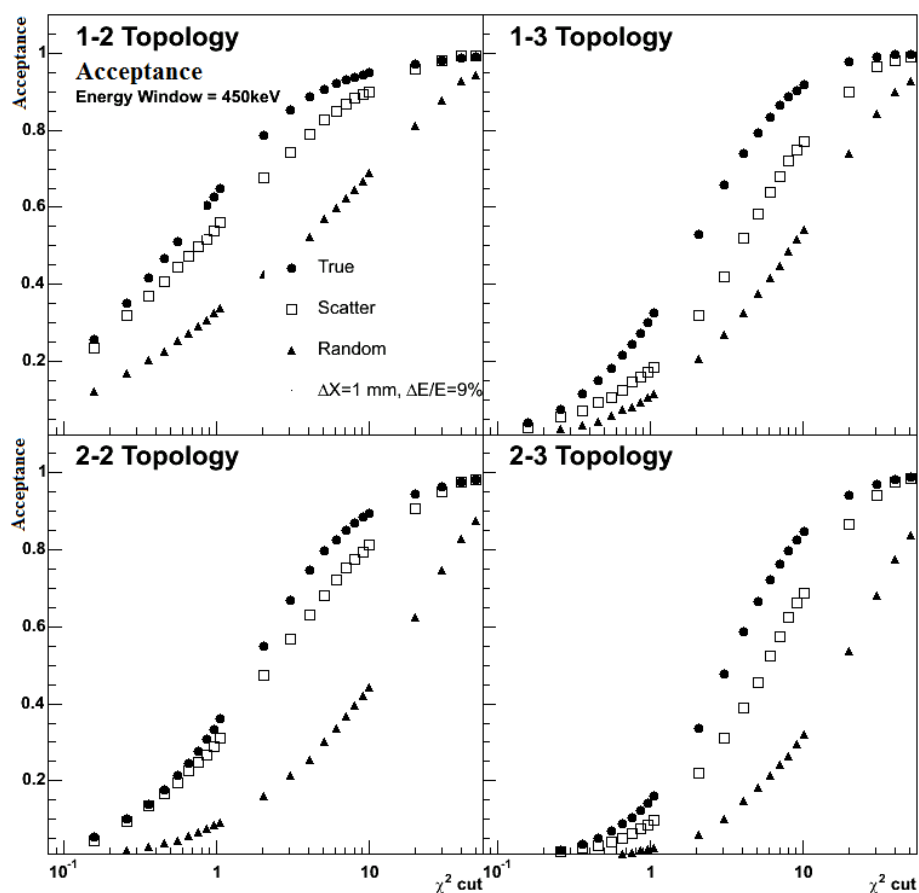 1-2 Topology
Acceptance
Energy Window = 450keV
Acceptance
1
0.8
0.6
0.4
0.2
True
Scatter
Random
ΔX=1 mm, ΔE/E=9%
1-3 Topology
2-2 Topology
Acceptance
1
0.8
0.6
0.4
0.2
10⁻¹
1
10
χ² cut
2-3 Topology
10⁻¹
1
10
χ² cut